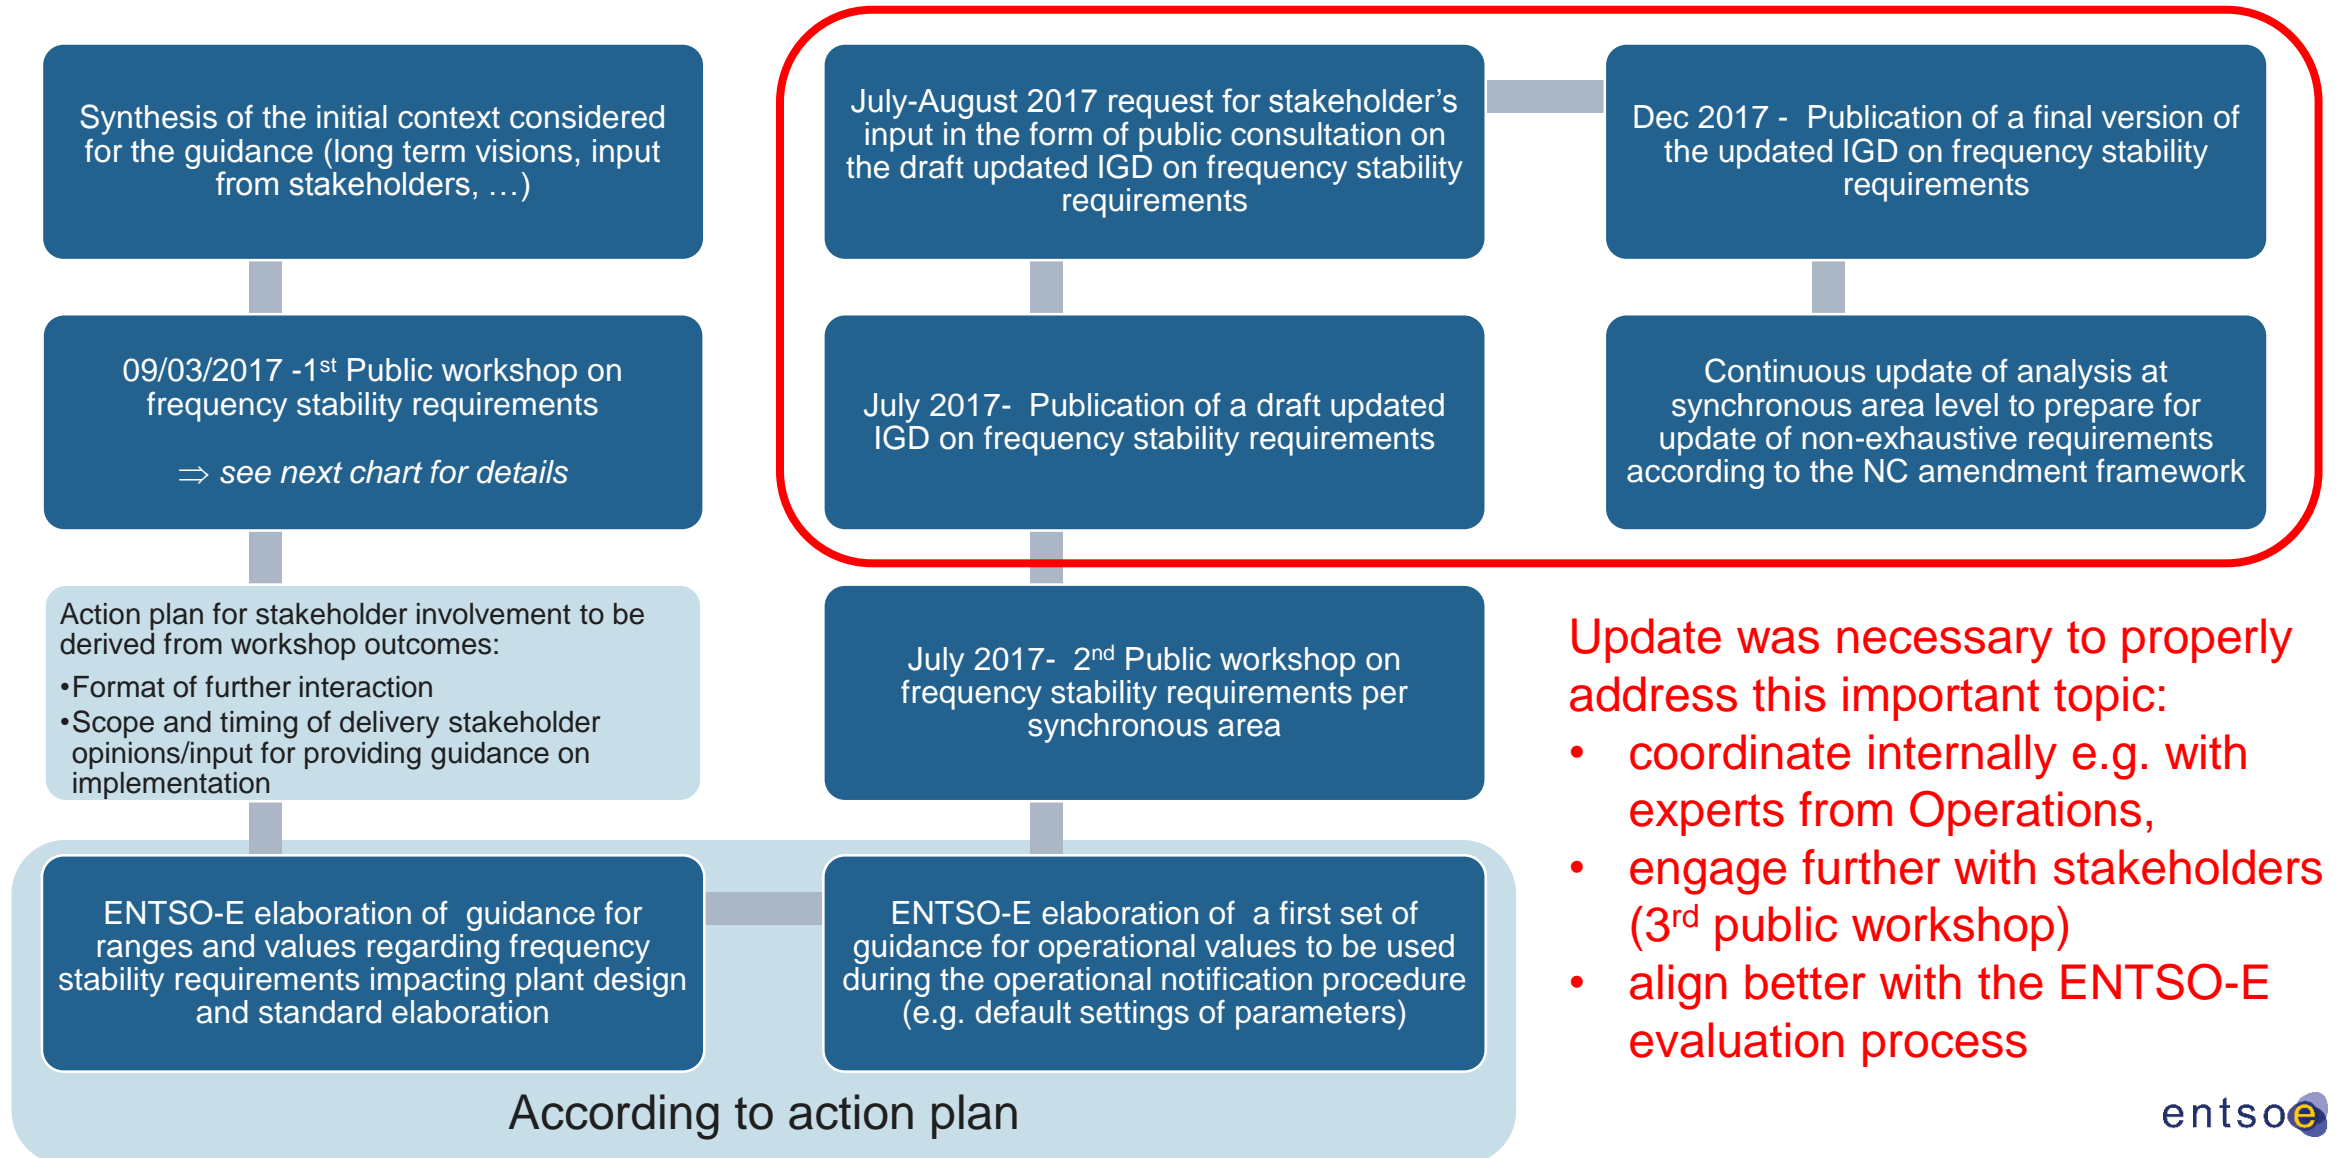 Synthesis of the initial context considered
for the guidance (long term visions, input
from stakeholders, …)
09/03/2017 -1st Public workshop on
frequency stability requirements
⇒ see next chart for details
Action plan for stakeholder involvement to be
derived from workshop outcomes:
•Format of further interaction
•Scope and timing of delivery stakeholder
opinions/input for providing guidance on
implementation
ENTSO-E elaboration of guidance for
ranges and values regarding frequency
stability requirements impacting plant design
and standard elaboration
ENTSO-E elaboration of a first set of
guidance for operational values to be used
during the operational notification procedure
(e.g. default settings of parameters)
According to action plan
July 2017- 2nd Public workshop on
frequency stability requirements per
synchronous area
July 2017- Publication of a draft updated
IGD on frequency stability requirements
July-August 2017 request for stakeholder’s
input in the form of public consultation on
the draft updated IGD on frequency stability
requirements
Dec 2017 - Publication of a final version of
the updated IGD on frequency stability
requirements
Continuous update of analysis at
synchronous area level to prepare for
update of non-exhaustive requirements
according to the NC amendment framework
Update was necessary to properly
address this important topic:
• coordinate internally e.g. with
experts from Operations,
• engage further with stakeholders
(3rd public workshop)
• align better with the ENTSO-E
evaluation process
entsoe